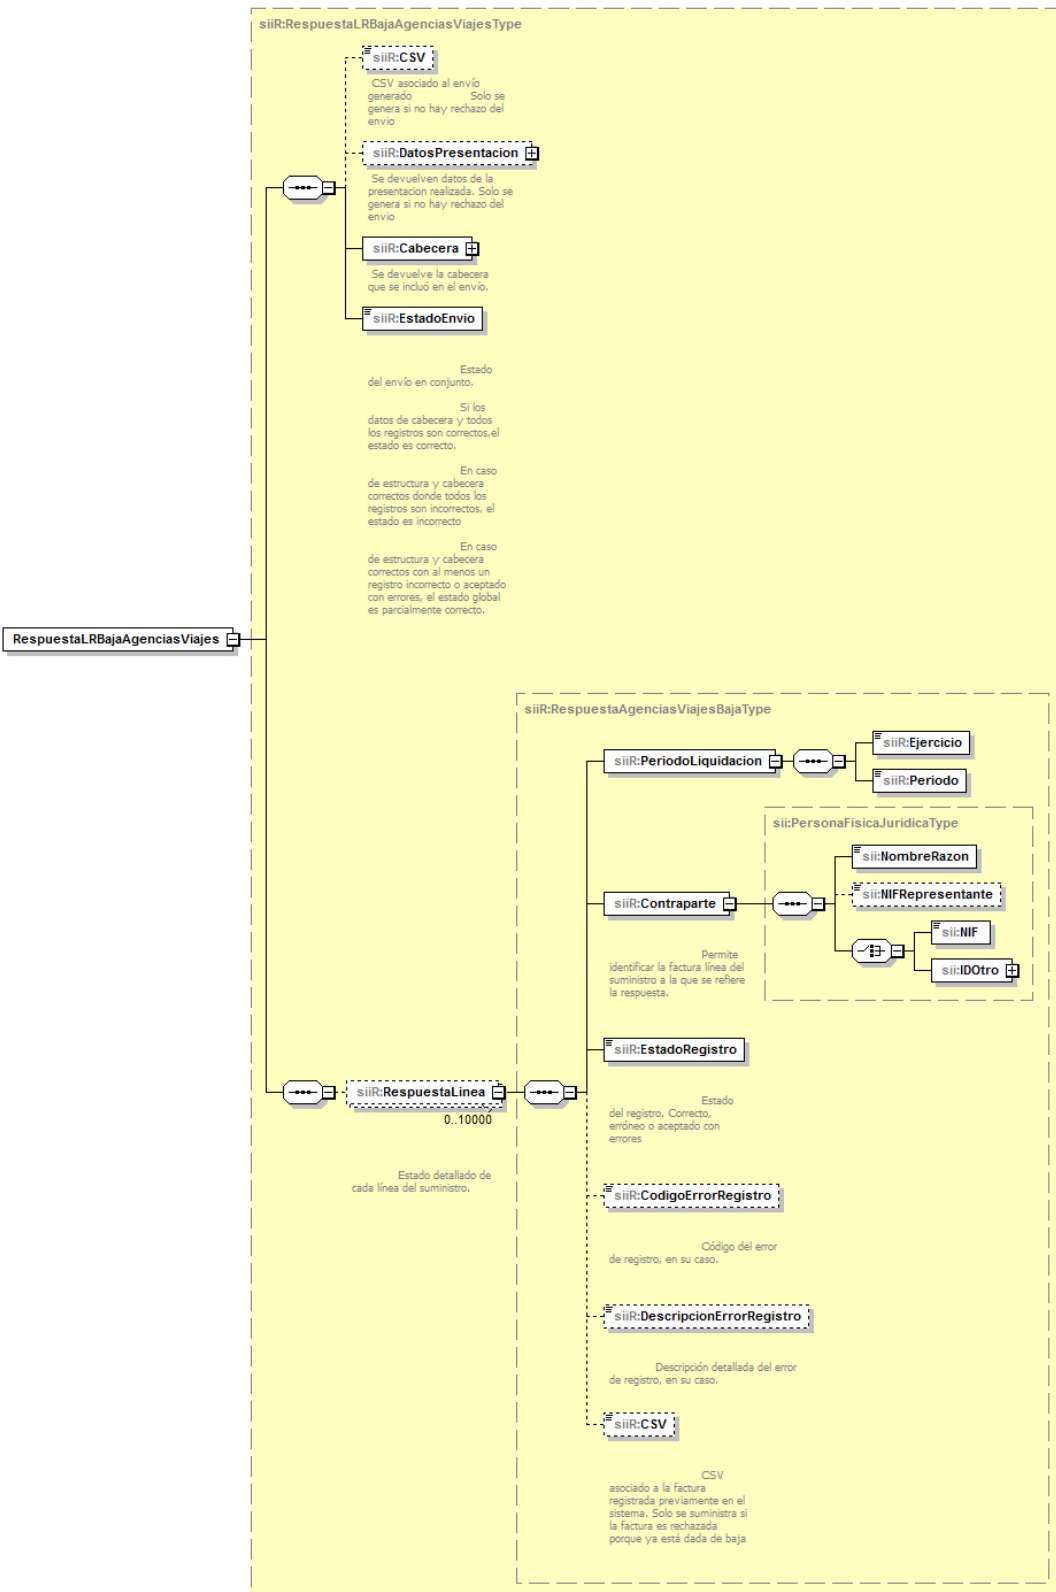 siiR:RespuestaLRBajaAgenciasViajesType
siiR:CSV
CSV asociado al envío
generado Solo se
genera si no hay rechazo del
envio
siiR:DatosPresentacion
Se devuelven datos de la
presentacion realizada. Solo se
genera si no hay rechazo del
envio
siiR:Cabecera
Se devuelve la cabecera
que se incluó en el envío.
siiR:EstadoEnvio
Estado
del envío en conjunto.
Si los
datos de cabecera y todos
los registros son correctos,el
estado es correcto.
En caso
de estructura y cabecera
correctos donde todos los
registros son incorrectos, el
estado es incorrecto
En caso
de estructura y cabecera
correctos con al menos un
registro incorrecto o aceptado
con errores, el estado global
es parcialmente correcto.
RespuestaLRBajaAgenciasViajes
siiR:RespuestaAgenciasViajesBajaType
siiR:PeriodoLiquidacion
siiR:Ejercicio
siiR:Periodo
sii:PersonaFisicaJuridicaType
siiR:Contraparte
sii:NombreRazon
sii:NIFRepresentante
sii:NIF
sii:IDOtro
Permite
identificar la factura línea del
suministro a la que se refiere
la respuesta.
siiR:EstadoRegistro
Estado
del registro. Correcto,
erróneo o aceptado con
errores
siiR:RespuestaLinea
0..10000
Estado detallado de
cada línea del suministro.
siiR:CodigoErrorRegistro
Código del error
de registro, en su caso.
siiR:DescripcionErrorRegistro
Descripción detallada del error
de registro, en su caso.
siiR:CSV
CSV
asociado a la factura
registrada previamente en el
sistema. Solo se suministra si
la factura es rechazada
porque ya está dada de baja